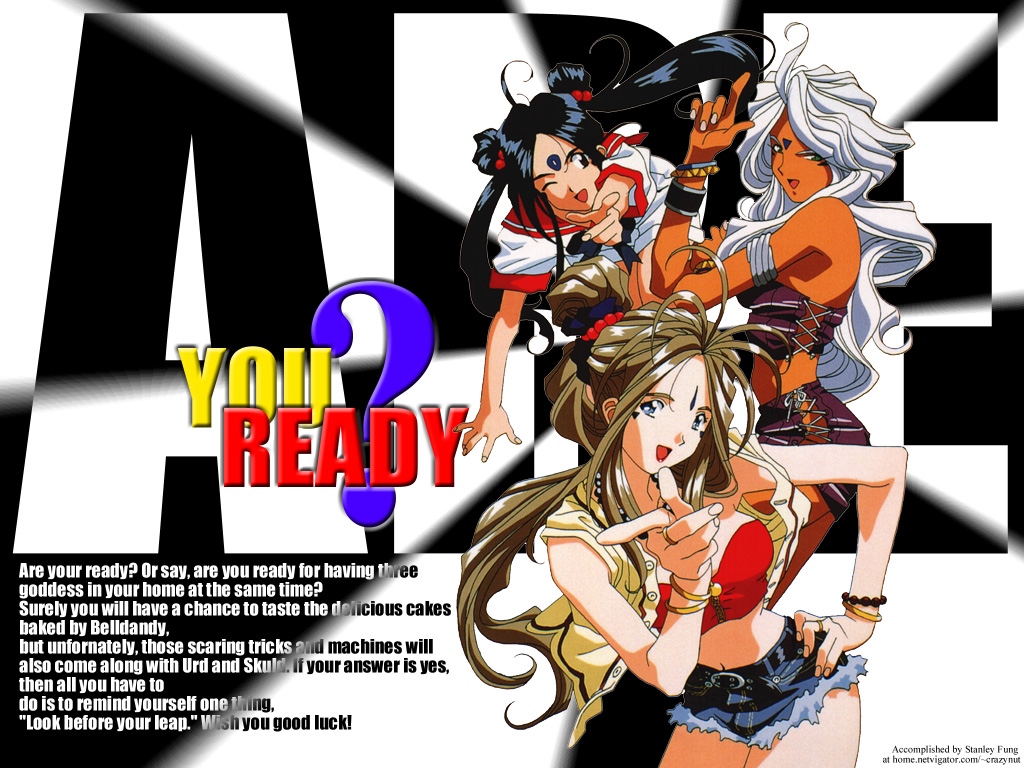 ARE
YOU
?
READY
Are your ready? Or say, are you ready for having three
goddess in your home at the same time?
Surely you will have a chance to taste the delicious cakes
baked by Belldandy,
but unfornately, those scaring tricks and machines will
also come along with Urd and Skuld. If your answer is yes,
then all you have to
do is to remind yourself one thing,
"Look before your leap." Wish you good luck!
Accomplished by Stanley Fung
at home.netvigator.com/~crazynut